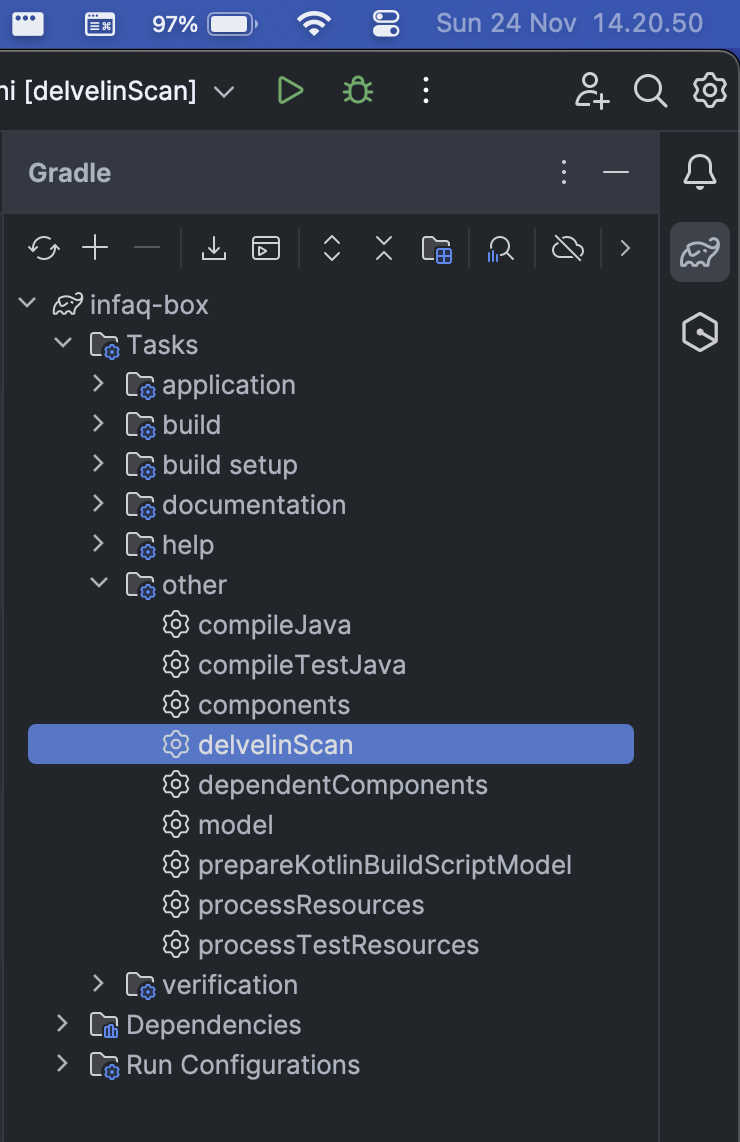 97% Sun 24 Nov 14.20.50
[delvelinScan]
Gradle
infaq-box
Tasks
application
build
build setup
documentation
help
other
compileJava
compileTestJava
components
delvelinScan
dependentComponents
model
prepareKotlinBuildScriptModel
processResources
processTestResources
verification
Dependencies
Run Configurations